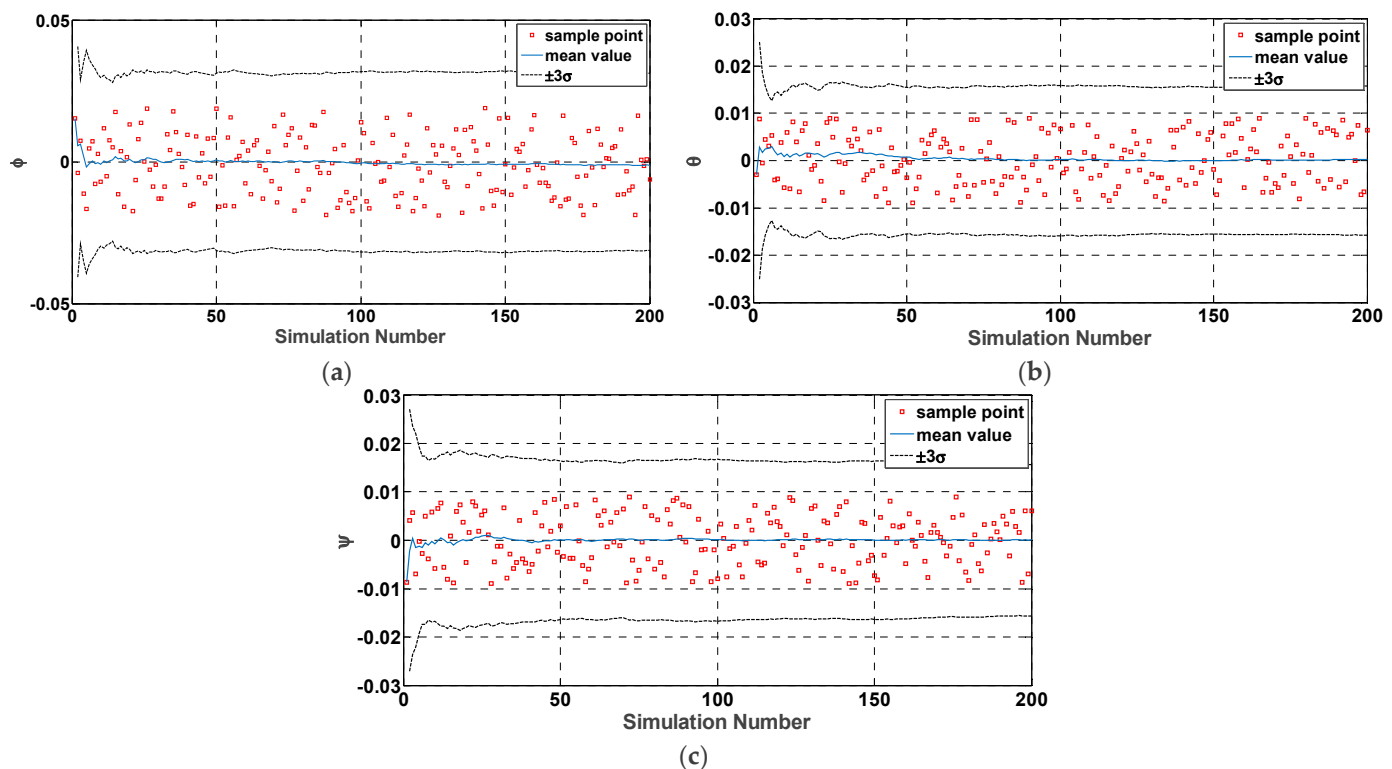 0.05
0
-0.05
ϕ
sample point
mean value
±3σ
0 50 100 150 200
Simulation Number
(a)
0.03
0.02
0.01
0
-0.01
-0.02
-0.03
θ
sample point
mean value
±3σ
0 50 100 150 200
Simulation Number
(b)
0.03
0.02
0.01
0
-0.01
-0.02
-0.03
ψ
sample point
mean value
±3σ
0 50 100 150 200
Simulation Number
(c)